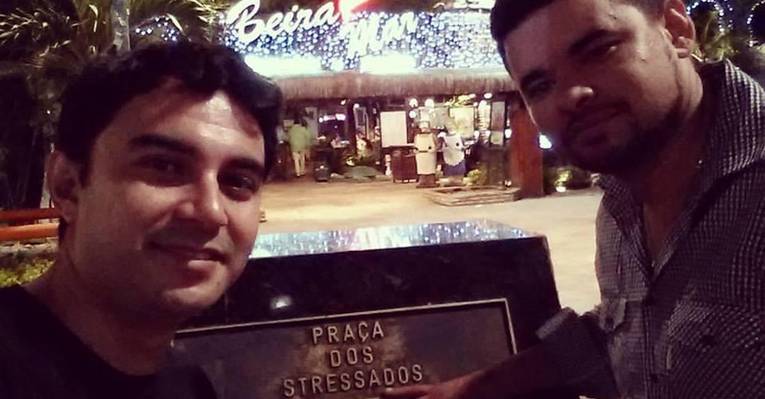 Beira
Mar
PRAÇA
DOS
STRESSADOS